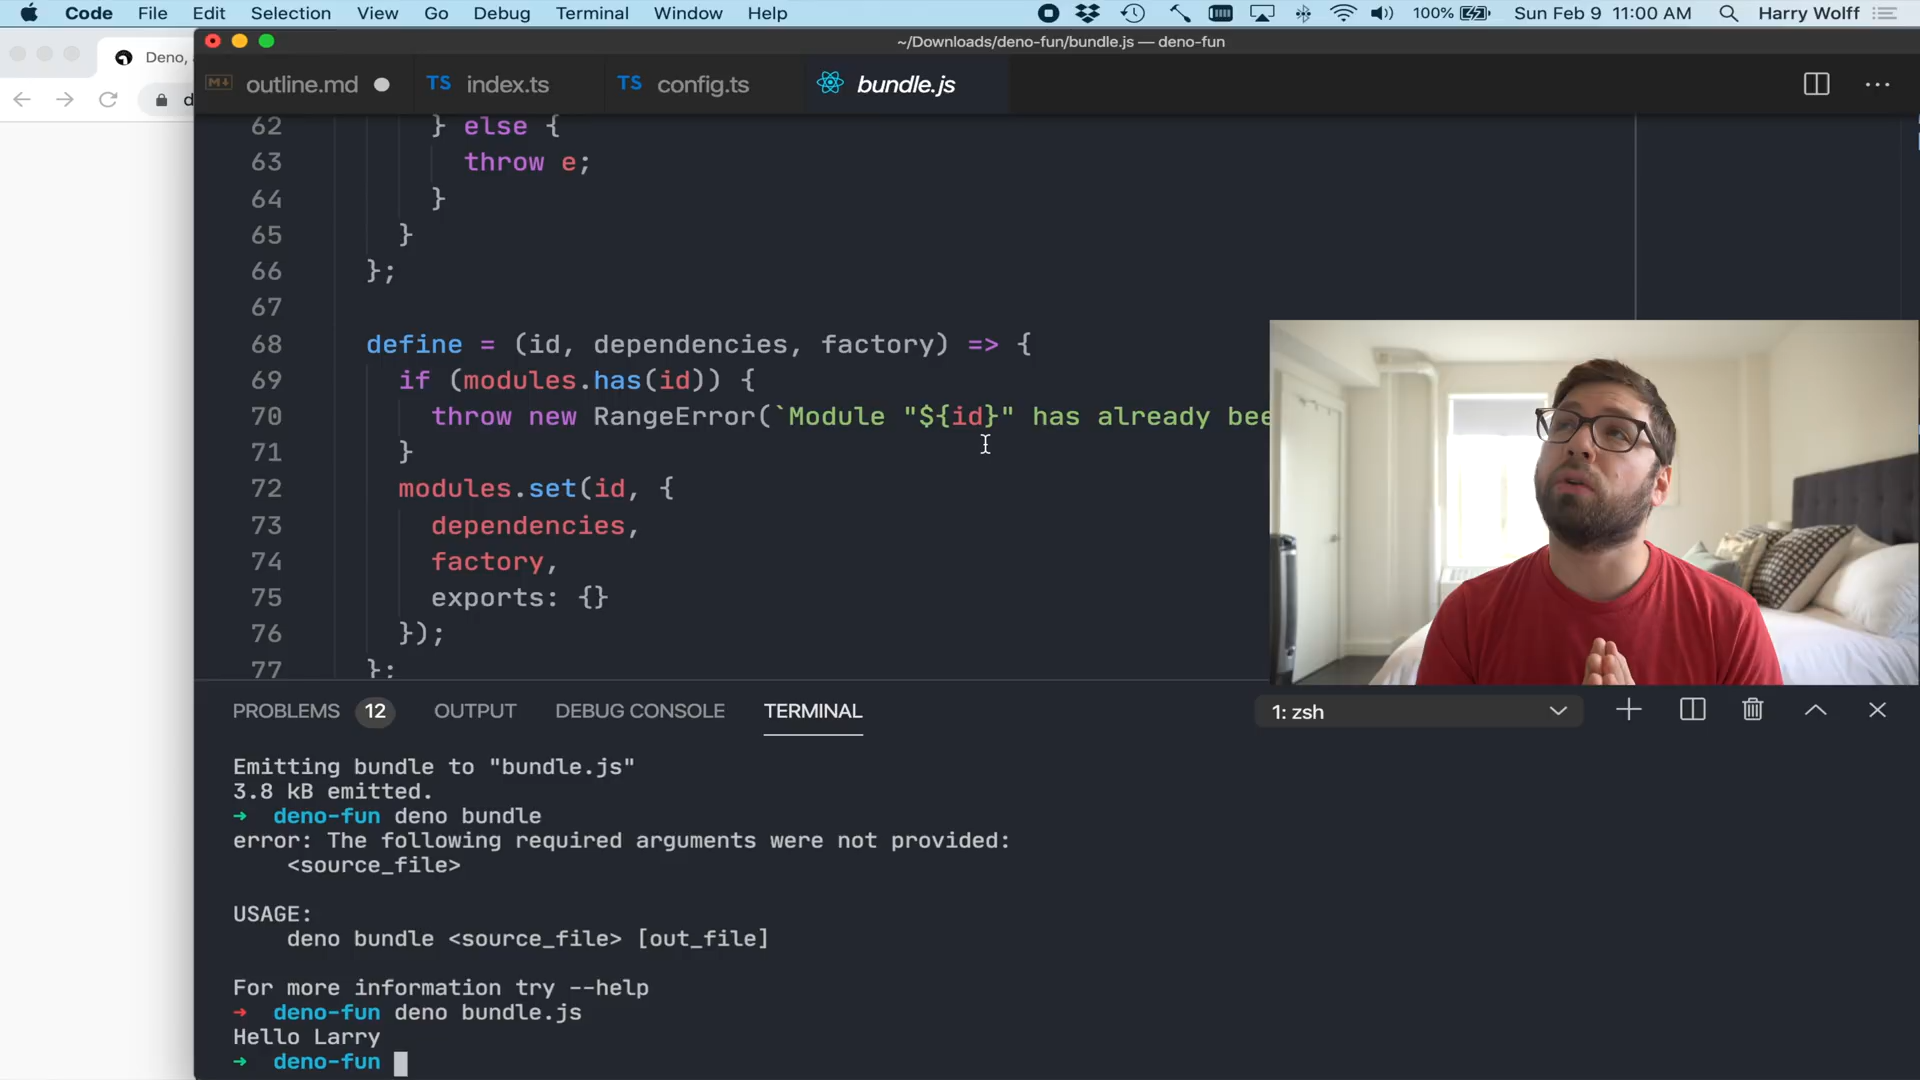 Code File Edit Selection View Go Debug Terminal Window Help 100% Sun Feb 9 11:00 AM Harry Wolff
~/Downloads/deno-fun/bundle.js — deno-fun
Deno,
outline.md TS index.ts TS config.ts bundle.js
62 } else {
63 throw e;
64 }
65 }
66 };
67
68 define = (id, dependencies, factory) => {
69 if (modules.has(id)) {
70 throw new RangeError(`Module "${id}" has already bee
71 }
72 modules.set(id, {
73 dependencies,
74 factory,
75 exports: {}
76 });
77 };
PROBLEMS 12 OUTPUT DEBUG CONSOLE TERMINAL 1: zsh
Emitting bundle to "bundle.js"
3.8 kB emitted.
➜ deno-fun deno bundle
error: The following required arguments were not provided:
<source_file>
USAGE:
deno bundle <source_file> [out_file]
For more information try --help
➜ deno-fun deno bundle.js
Hello Larry
➜ deno-fun